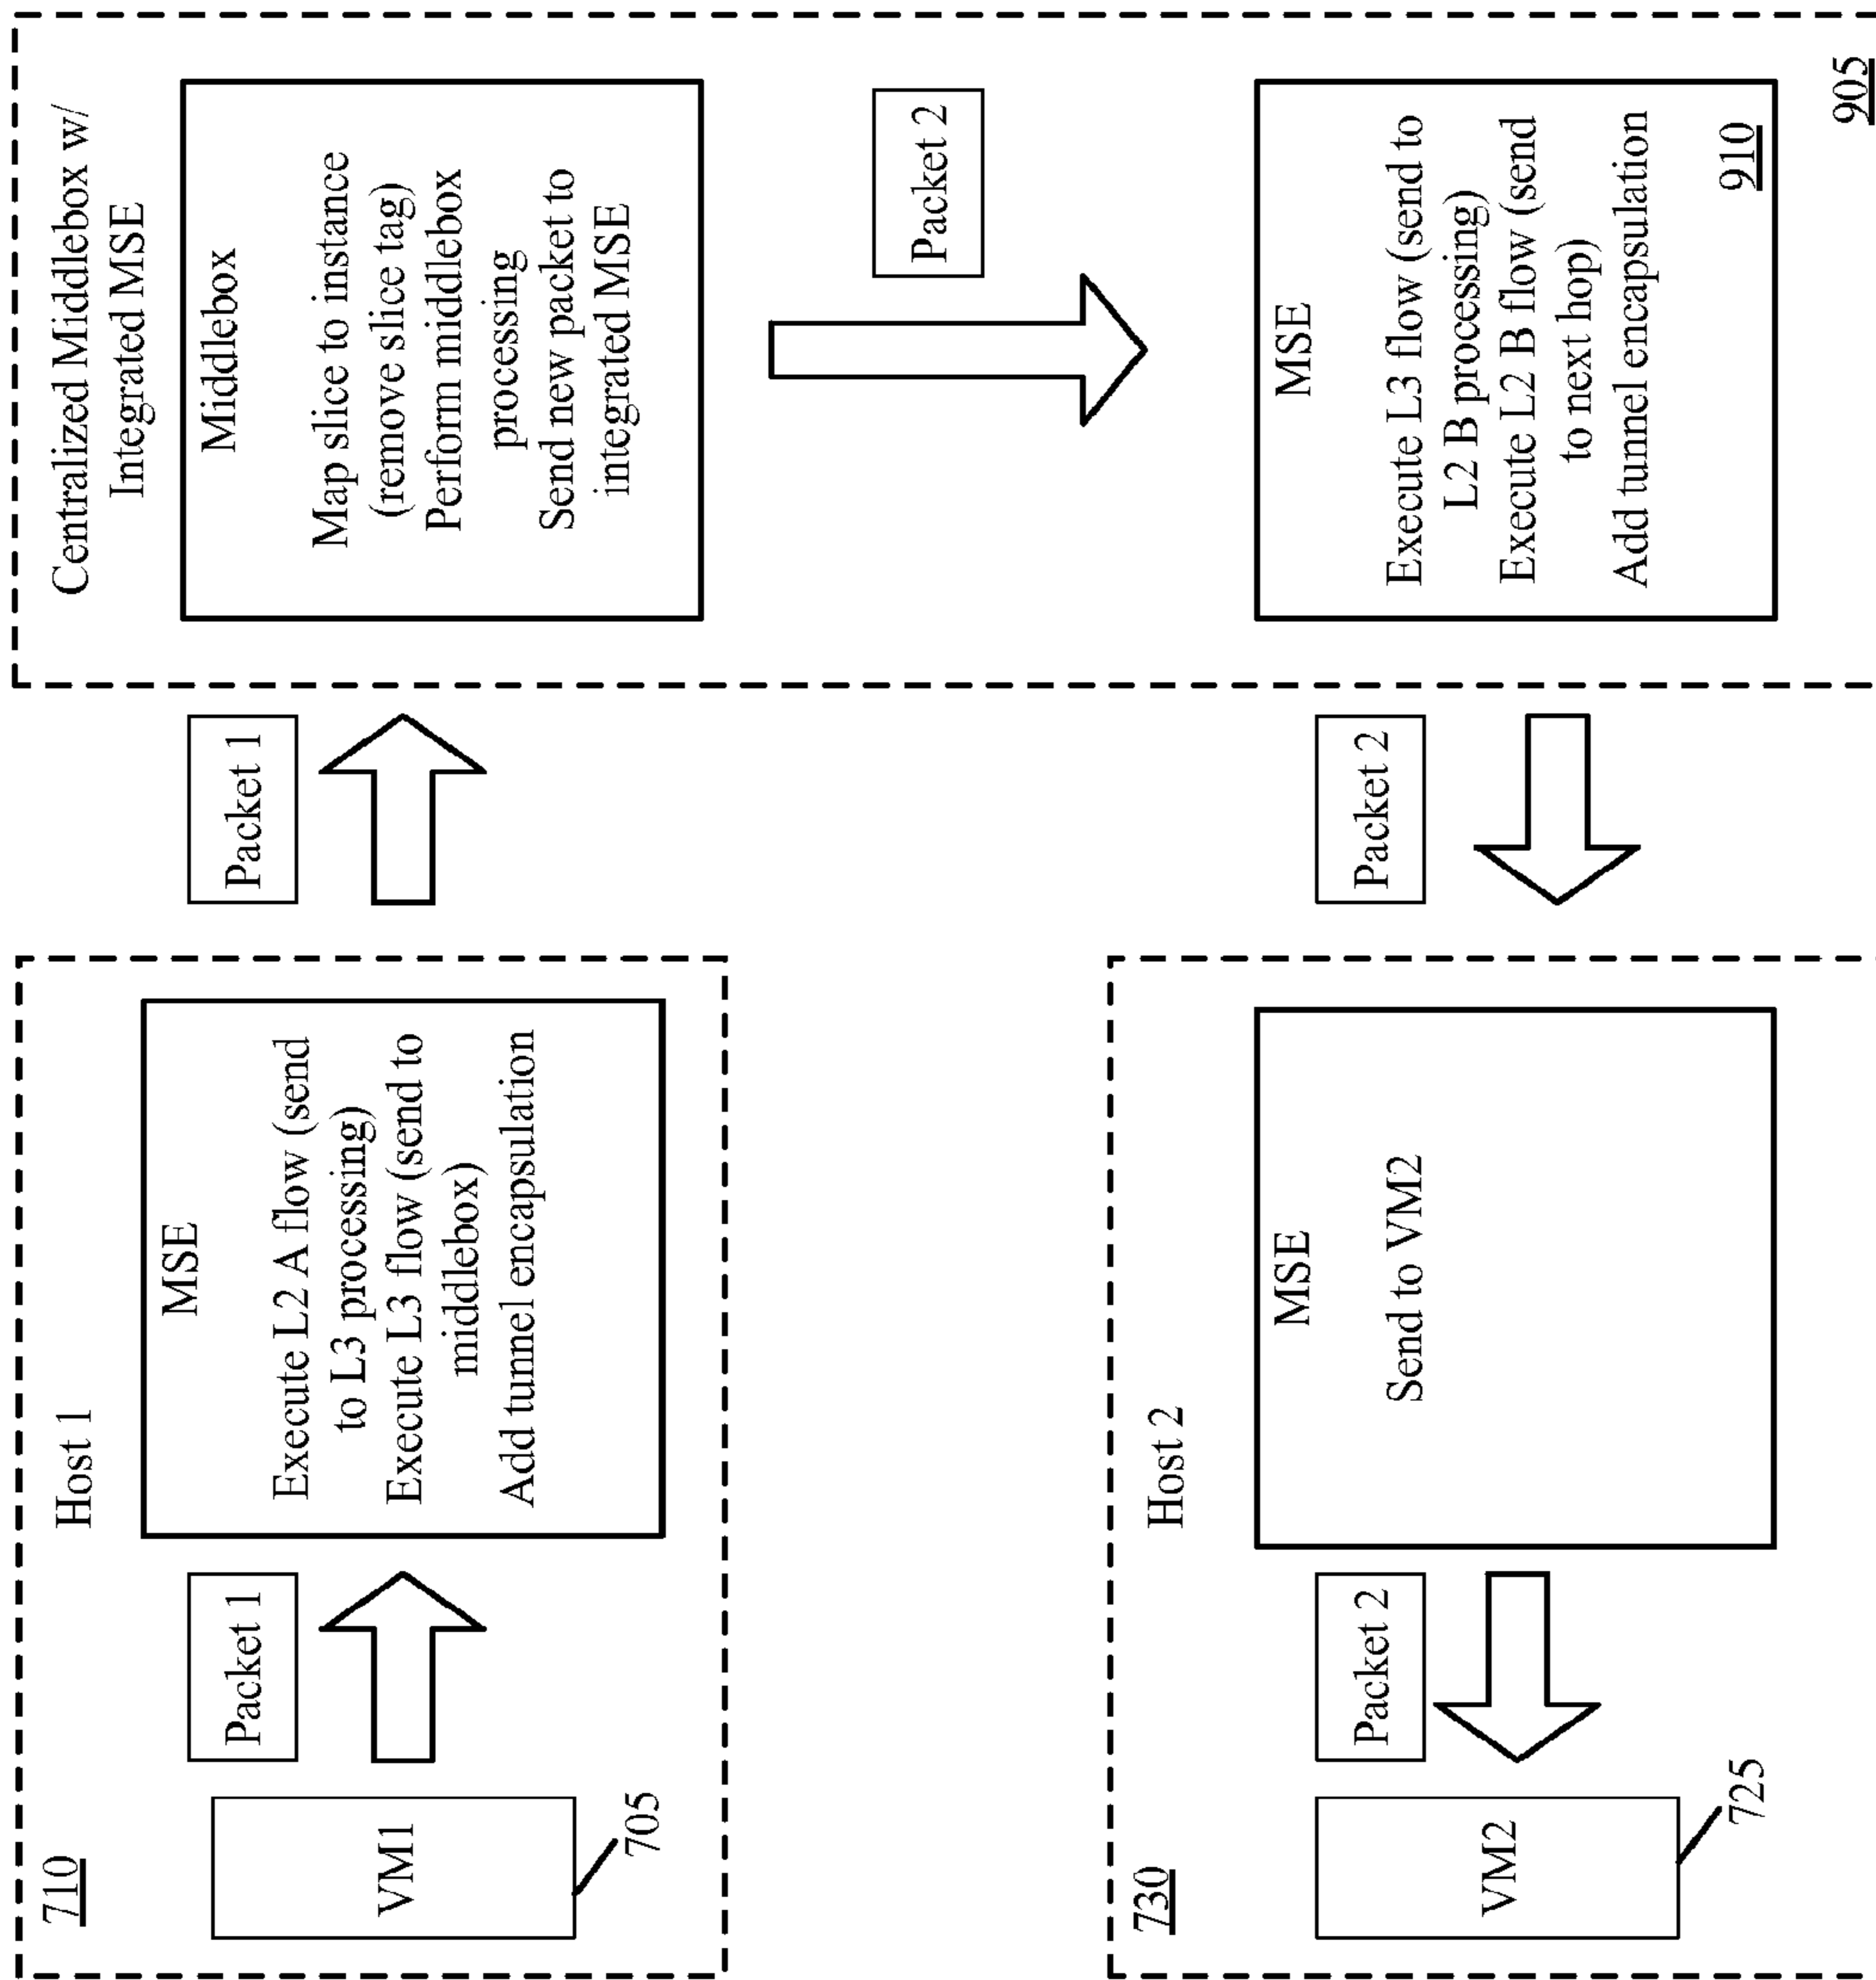 Host 1
710
VM1
705
Packet 1
MSE
Execute L2 A flow (send
to L3 processing)
Execute L3 flow (send to
middlebox)
Add tunnel encapsulation
Packet 1
Centralized Middlebox w/
Integrated MSE
Middlebox
Map slice to instance
(remove slice tag)
Perform middlebox
processing
Send new packet to
integrated MSE
Packet 2
MSE
Execute L3 flow (send to
L2 B processing)
Execute L2 B flow (send
to next hop)
Add tunnel encapsulation
910
905
Packet 2
Host 2
730
MSE
Send to VM2
Packet 2
VM2
725